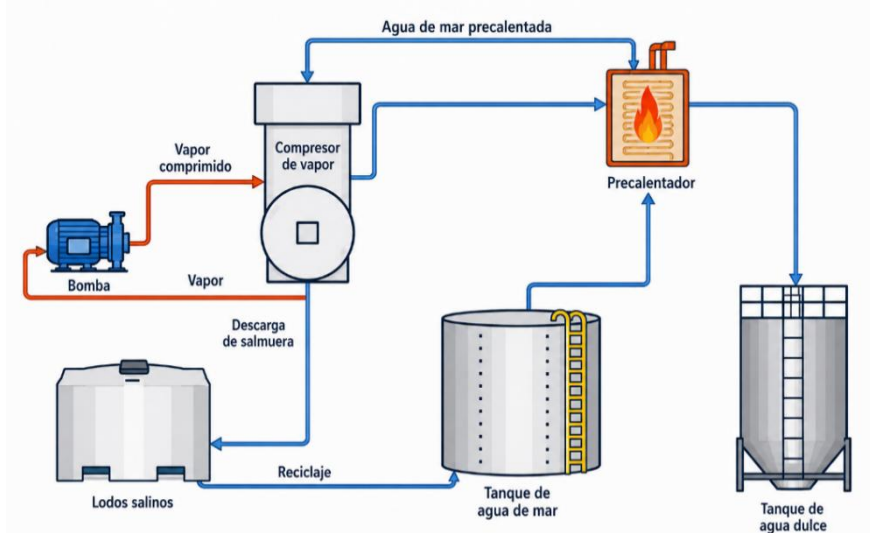 Agua de mar precalentada
Compresor
de vapor
Vapor
comprimido
Precalentador
Bomba
Vapor
Descarga
de salmuera
Lodos salinos
Reciclaje
Tanque de
agua de mar
Tanque de
agua dulce